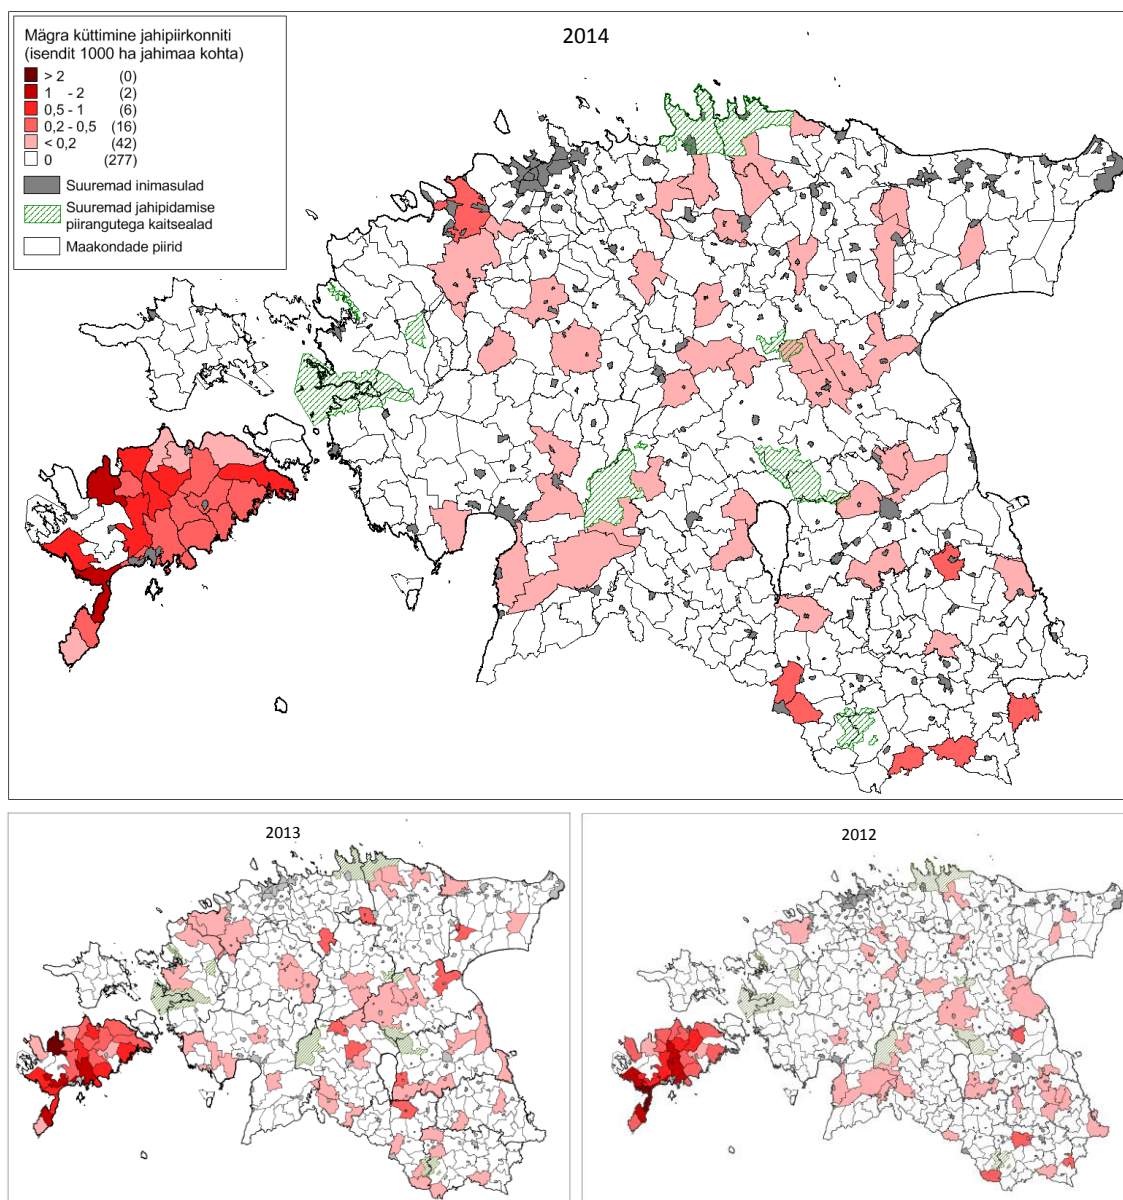 Mägra küttimine jahipiirkonniti
(isendit 1000 ha jahimaa kohta)
> 2 (0)
1 - 2 (2)
0,5 - 1 (6)
0,2 - 0,5 (16)
< 0,2 (42)
0 (277)
Suuremad inimasulad
Suuremad jahipidamise
piirangutega kaitsealad
Maakondade piirid
2014
2013
2012